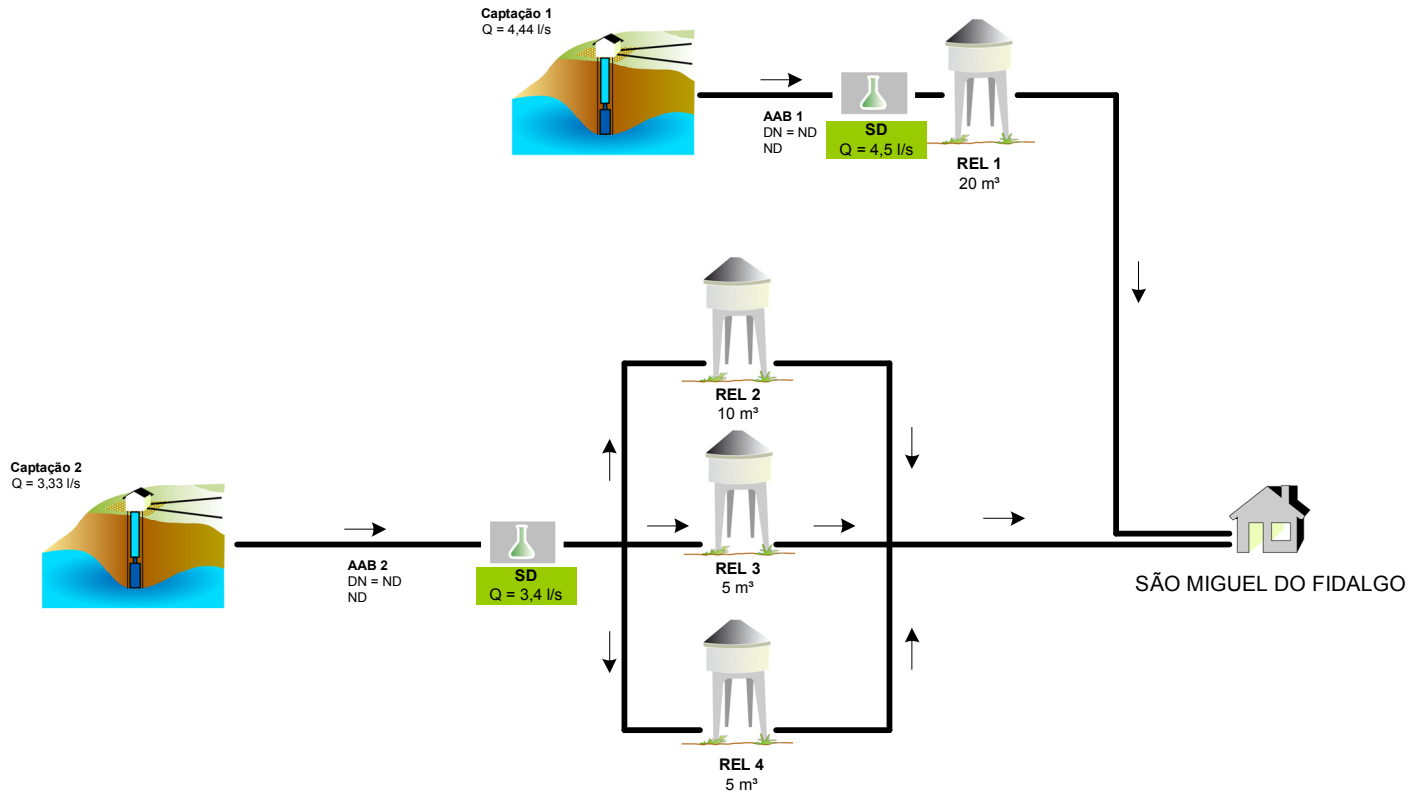 Captação 1
Q = 4,44 l/s
AAB 1
DN = ND
ND
SD
Q = 4,5 l/s
REL 1
20 m³
REL 2
10 m³
Captação 2
Q = 3,33 l/s
AAB 2
DN = ND
ND
SD
Q = 3,4 l/s
REL 3
5 m³
SÃO MIGUEL DO FIDALGO
REL 4
5 m³